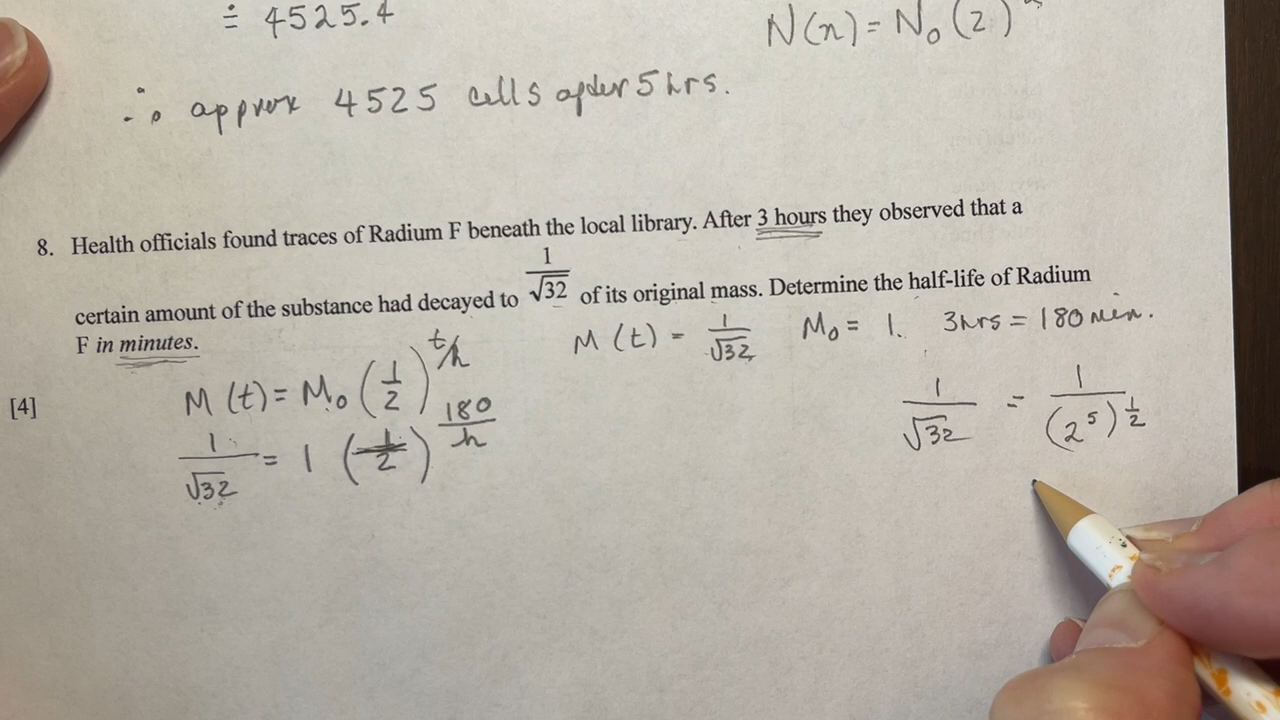 ≐ 4525.4
N(n) = N₀(2)
∴ approx 4525 cells after 5 hrs.
8. Health officials found traces of Radium F beneath the local library. After 3 hours they observed that a
certain amount of the substance had decayed to 1/√32 of its original mass. Determine the half-life of Radium
F in minutes.
M(t) = 1/√32 M₀ = 1. 3hrs = 180 min.
[4]
M(t) = M₀(1/2)^t/h
1/√32 = 1 (1/2)^180/h
1/√32 = 1/(2⁵)^1/2